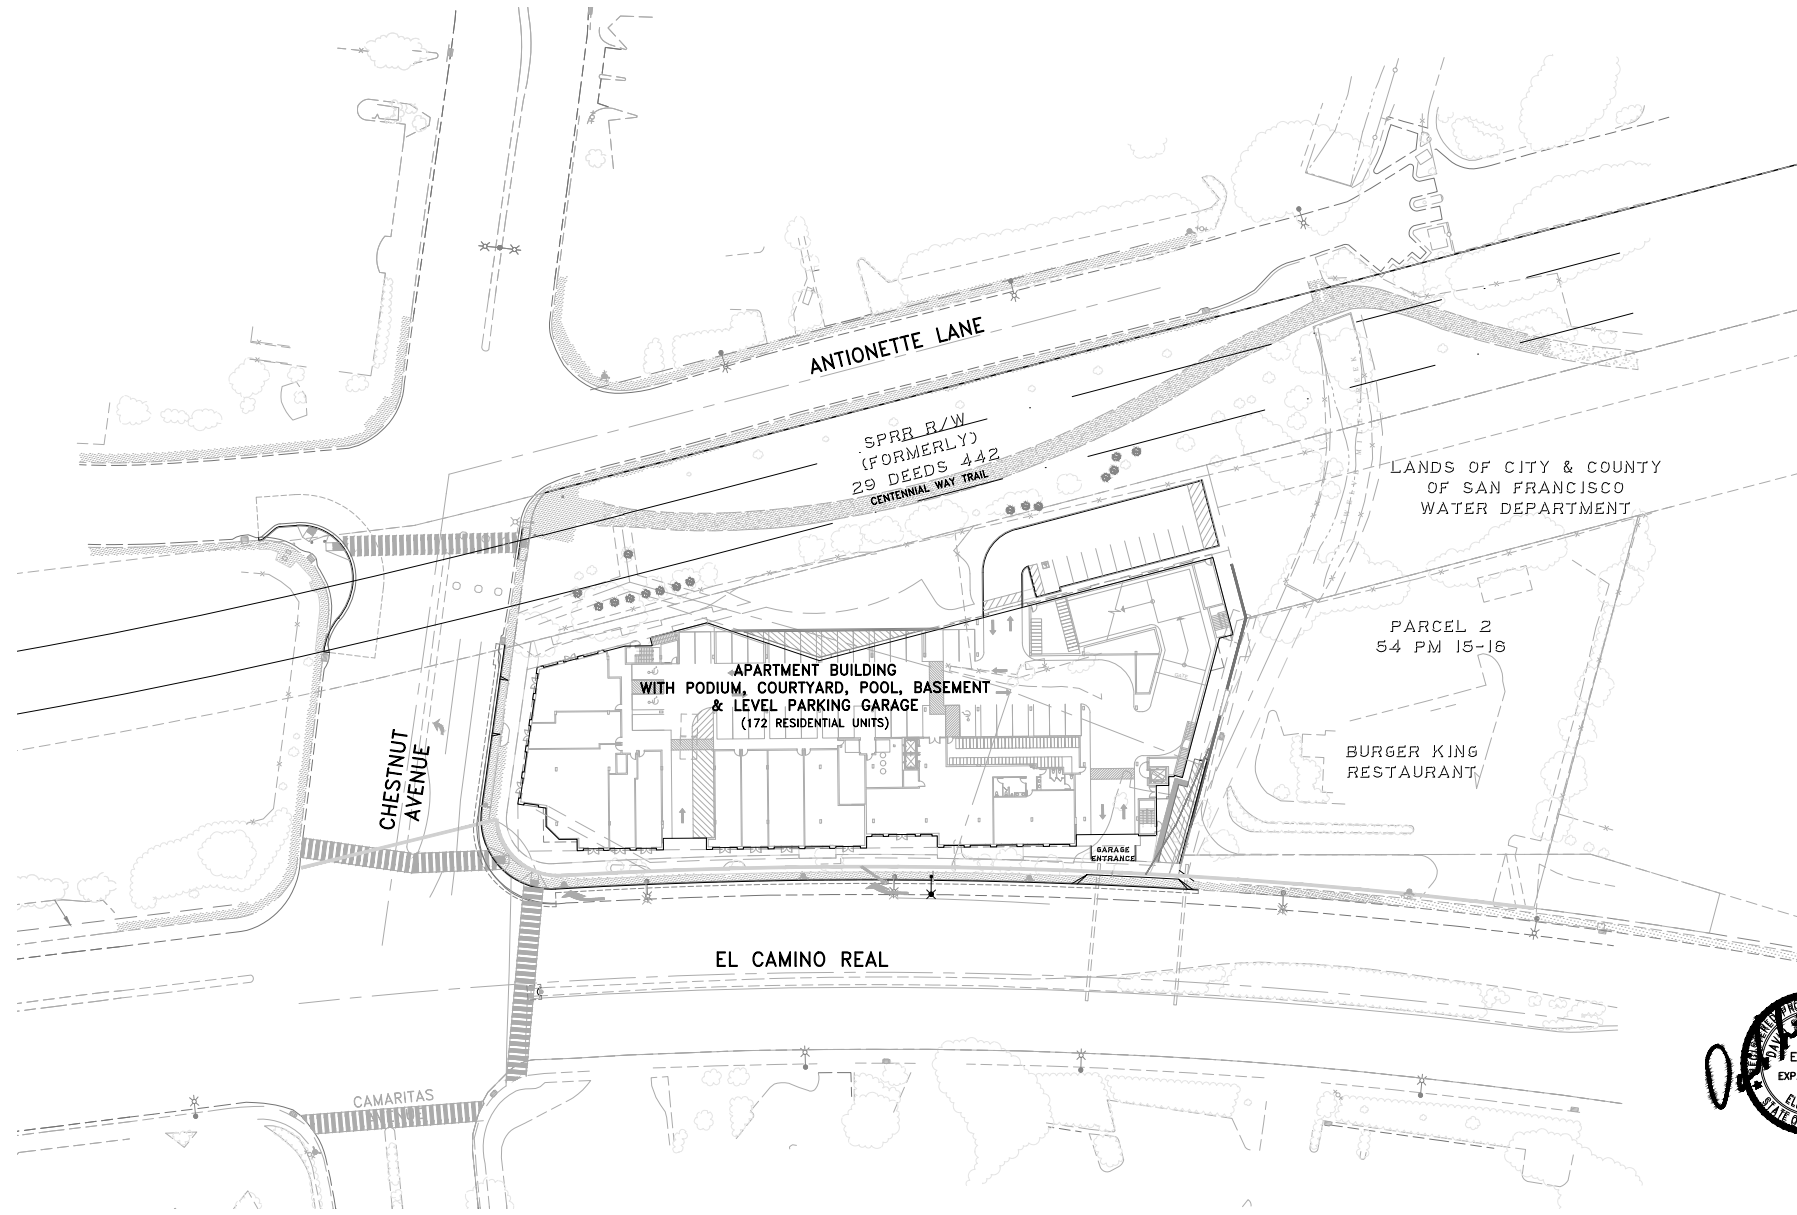 ANTIONETTE LANE
SPRR R/W
(FORMERLY)
29 DEEDS 442
CENTENNIAL WAY TRAIL
LANDS OF CITY & COUNTY
OF SAN FRANCISCO
WATER DEPARTMENT
PARCEL 2
54 PM 15-16
APARTMENT BUILDING
WITH PODIUM, COURTYARD, POOL, BASEMENT
& LEVEL PARKING GARAGE
(172 RESIDENTIAL UNITS)
BURGER KING
RESTAURANT
CHESTNUT
AVENUE
GARAGE
ENTRANCE
EL CAMINO REAL
CAMARITAS